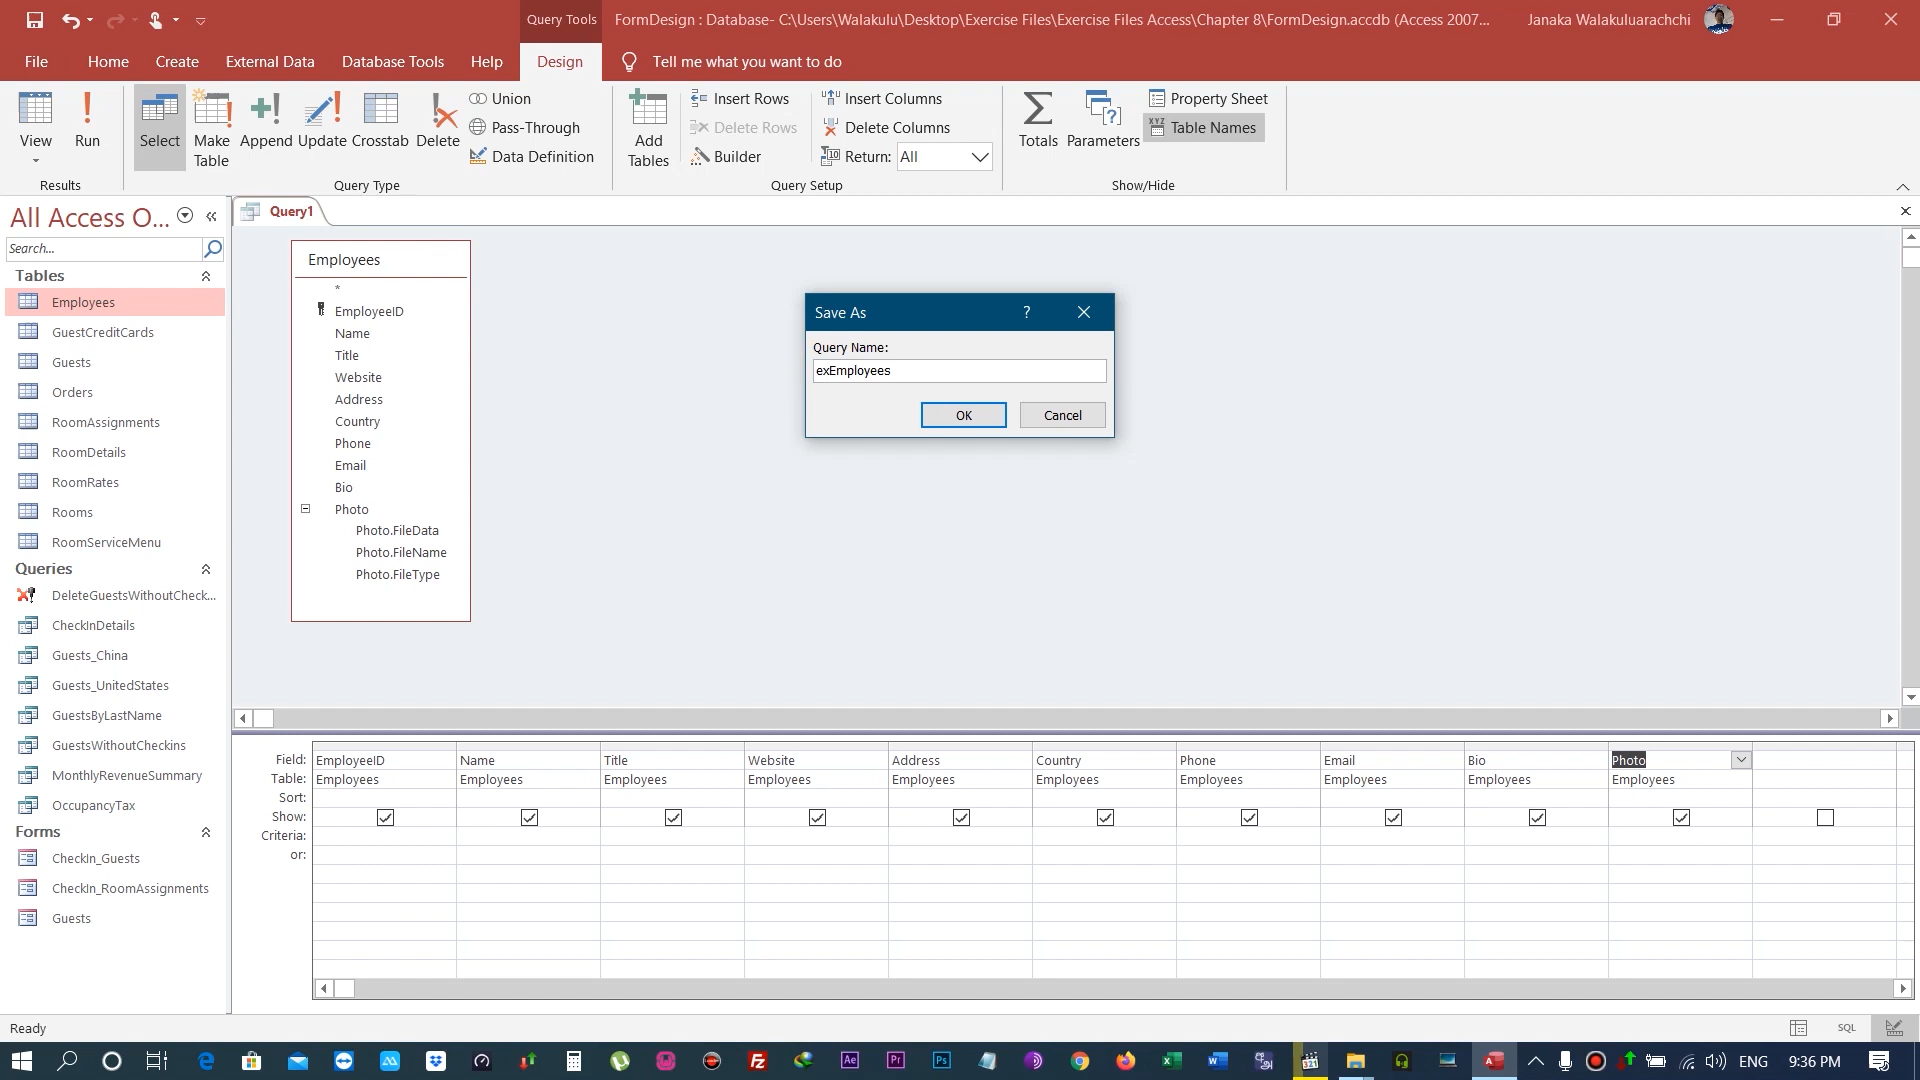 Query Tools
FormDesign : Database- C:\Users\Walakulu\Desktop\Exercise Files\Exercise Files Access\Chapter 8\FormDesign.accdb (Access 2007...
Janaka Walakuluarachchi
File Home Create External Data Database Tools Help Design Tell me what you want to do
View
Run
Results
Select
Make Table
Append
Update
Crosstab
Delete
Union
Pass-Through
Data Definition
Query Type
Add Tables
Insert Rows
Delete Rows
Builder
Insert Columns
Delete Columns
Return: All
Query Setup
Totals
Parameters
Property Sheet
Table Names
Show/Hide
All Access O...
Search...
Tables
Employees
GuestCreditCards
Guests
Orders
RoomAssignments
RoomDetails
RoomRates
Rooms
RoomServiceMenu
Queries
DeleteGuestsWithoutCheck...
CheckInDetails
Guests_China
Guests_UnitedStates
GuestsByLastName
GuestsWithoutCheckins
MonthlyRevenueSummary
OccupancyTax
Forms
CheckIn_Guests
CheckIn_RoomAssignments
Guests
Query1
Employees
*
EmployeeID
Name
Title
Website
Address
Country
Phone
Email
Bio
Photo
Photo.FileData
Photo.FileName
Photo.FileType
Save As ?
Query Name:
exEmployees
OK Cancel
Field: EmployeeID Name Title Website Address Country Phone Email Bio Photo
Table: Employees Employees Employees Employees Employees Employees Employees Employees Employees Employees
Sort:
Show:
Criteria:
or:
Ready
SQL
ENG 9:36 PM